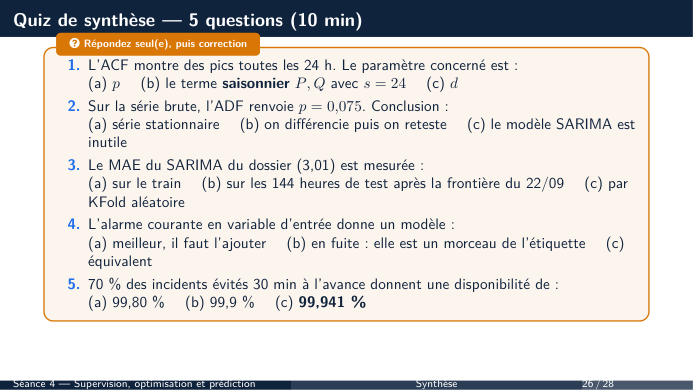 Quiz de synthèse — 5 questions (10 min)
Répondez seul(e), puis correction
1. L'ACF montre des pics toutes les 24 h. Le paramètre concerné est :
(a) p (b) le terme saisonnier P, Q avec s = 24 (c) d
2. Sur la série brute, l'ADF renvoie p = 0,075. Conclusion :
(a) série stationnaire (b) on différencie puis on reteste (c) le modèle SARIMA est
inutile
3. Le MAE du SARIMA du dossier (3,01) est mesurée :
(a) sur le train (b) sur les 144 heures de test après la frontière du 22/09 (c) par
KFold aléatoire
4. L'alarme courante en variable d'entrée donne un modèle :
(a) meilleur, il faut l'ajouter (b) en fuite : elle est un morceau de l'étiquette (c)
équivalent
5. 70 % des incidents évités 30 min à l'avance donnent une disponibilité de :
(a) 99,80 % (b) 99,9 % (c) 99,941 %
Séance 4 — Supervision, optimisation et prédiction Synthèse 26 / 28